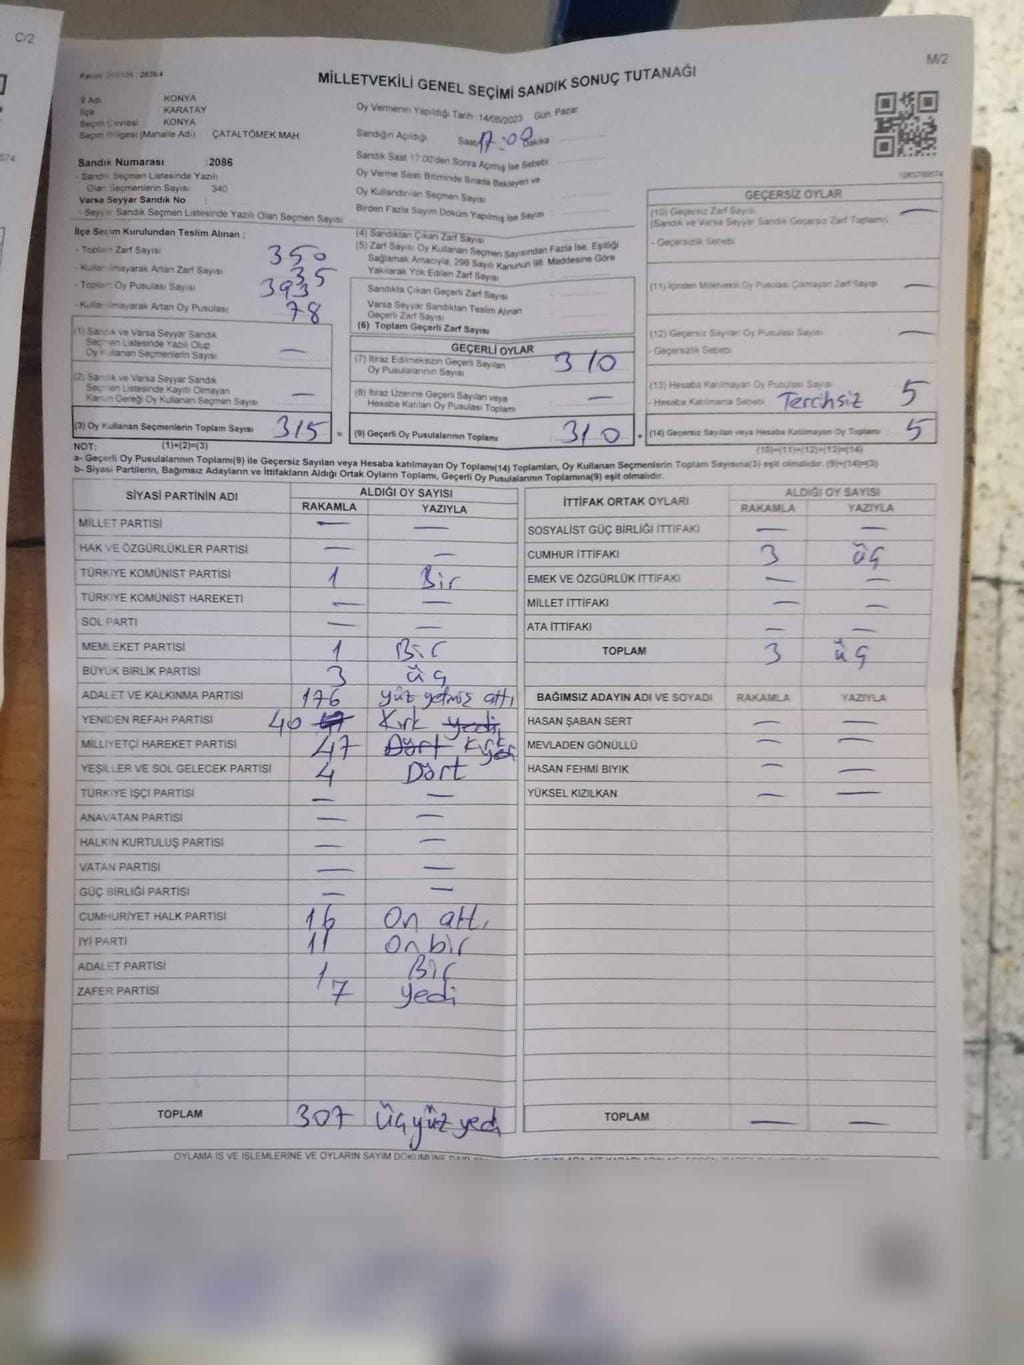 C/2
M/2
MİLLETVEKİLİ GENEL SEÇİMİ SANDIK SONUÇ TUTANAĞI
İl Adı KONYA
İlçe KARATAY
Seçim Çevresi KONYA
Seçim Bölgesi (Mahalle Adı) ÇATALTÖMEK MAH
Sandık Numarası :2086
- Sandık Seçmen Listesinde Yazılı
Olan Seçmenlerin Sayısı 340
Varsa Seyyar Sandık No
- Seyyar Sandık Seçmen Listesinde Yazılı Olan Seçmen Sayısı:
Oy Vermenin Yapıldığı Tarih :14/05/2023 Gün: Pazar
Sandığın Açıldığı Saat 17:00 Dakika
Sandık Saat 17:00'den Sonra Açılmış İse Sebebi
Oy Verme Saati Bitiminde Sırada Bekleyen ve
Oy Kullandırılan Seçmen Sayısı
Birden Fazla Sayım Döküm Yapılmış İse Sayısı
İlçe Seçim Kurulundan Teslim Alınan ;
- Toplam Zarf Sayısı 350
- Kullanılmayarak Artan Zarf Sayısı 35
- Toplam Oy Pusulası Sayısı 393
- Kullanılmayarak Artan Oy Pusulası 78
(1) Sandık ve Varsa Seyyar Sandık
Seçmen Listesinde Yazılı Olup
Oy Kullanan Seçmenlerin Sayısı —
(2) Sandık ve Varsa Seyyar Sandık
Seçmen Listesinde Kayıtlı Olmayan
Kanun Gereği Oy Kullanan Seçmen Sayısı —
(3) Oy Kullanan Seçmenlerin Toplam Sayısı 315 =
(4) Sandıktan Çıkan Zarf Sayısı
(5) Zarf Sayısı Oy Kullanan Seçmen Sayısından Fazla İse, Eşitliği
Sağlamak Amacıyla, 298 Sayılı Kanunun 98. Maddesine Göre
Yakılarak Yok Edilen Zarf Sayısı
Sandıkta Çıkan Geçerli Zarf Sayısı
Varsa Seyyar Sandıktan Teslim Alınan
Geçerli Zarf Sayısı
(6) Toplam Geçerli Zarf Sayısı
GEÇERLİ OYLAR
(7) İtiraz Edilmeksizin Geçerli Sayılan
Oy Pusulalarının Sayısı 310
(8) İtiraz Üzerine Geçerli Sayılan veya
Hesaba Katılan Oy Pusulası Toplamı —
(9) Geçerli Oy Pusulalarının Toplamı 310 +
GEÇERSİZ OYLAR
(10) Geçersiz Zarf Sayısı —
(Sandık ve Varsa Seyyar Sandık Geçersiz Zarf Toplamı)
- Geçersizlik Sebebi
(11) İçinden Milletvekili Oy Pusulası Çıkmayan Zarf Sayısı —
(12) Geçersiz Sayılan Oy Pusulası Sayısı —
- Geçersizlik Sebebi
(13) Hesaba Katılmayan Oy Pusulası Sayısı 5
- Hesaba Katılmama Sebebi Tercihsiz
(14) Geçersiz Sayılan veya Hesaba Katılmayan Oy Toplamı 5
NOT: (1)+(2)=(3)
(10)+(11)+(12)+(13)=(14)
a- Geçerli Oy Pusulalarının Toplamı(9) ile Geçersiz Sayılan veya Hesaba katılmayan Oy Toplamı(14) Toplamları, Oy Kullanan Seçmenlerin Toplam Sayısına(3) eşit olmalıdır. (9)+(14)=(3)
b- Siyasi Partilerin, Bağımsız Adayların ve İttifakların Aldığı Ortak Oyların Toplamı, Geçerli Oy Pusulalarının Toplamına(9) eşit olmalıdır.
SİYASİ PARTİNİN ADI ALDIĞI OY SAYISI
RAKAMLA YAZIYLA
MİLLET PARTİSİ — —
HAK VE ÖZGÜRLÜKLER PARTİSİ — —
TÜRKİYE KOMÜNİST PARTİSİ 1 Bir
TÜRKİYE KOMÜNİST HAREKETİ — —
SOL PARTİ — —
MEMLEKET PARTİSİ 1 Bir
BÜYÜK BİRLİK PARTİSİ 3 üç
ADALET VE KALKINMA PARTİSİ 176 yüz yetmiş altı
YENİDEN REFAH PARTİSİ 40 47 Kırk yedi
MİLLİYETÇİ HAREKET PARTİSİ 47 Dört Kırk yedi
YEŞİLLER VE SOL GELECEK PARTİSİ 4 Dört
TÜRKİYE İŞÇİ PARTİSİ — —
ANAVATAN PARTİSİ — —
HALKIN KURTULUŞ PARTİSİ — —
VATAN PARTİSİ — —
GÜÇ BİRLİĞİ PARTİSİ — —
CUMHURİYET HALK PARTİSİ 16 On altı
İYİ PARTİ 11 On bir
ADALET PARTİSİ 1 Bir
ZAFER PARTİSİ 7 yedi
TOPLAM 307 Üçyüz yedi
İTTİFAK ORTAK OYLARI ALDIĞI OY SAYISI
RAKAMLA YAZIYLA
SOSYALİST GÜÇ BİRLİĞİ İTTİFAKI — —
CUMHUR İTTİFAKI 3 üç
EMEK VE ÖZGÜRLÜK İTTİFAKI — —
MİLLET İTTİFAKI — —
ATA İTTİFAKI — —
TOPLAM 3 üç
BAĞIMSIZ ADAYIN ADI VE SOYADI RAKAMLA YAZIYLA
HASAN ŞABAN SERT — —
MEVLADEN GÖNÜLLÜ — —
HASAN FEHMİ BIYIK — —
YÜKSEL KIZILKAN — —
TOPLAM — —